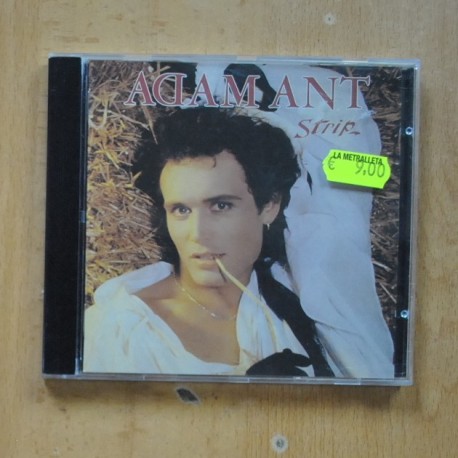 ADAM ANT
Strip
LA METRALLETA
€ 9,00